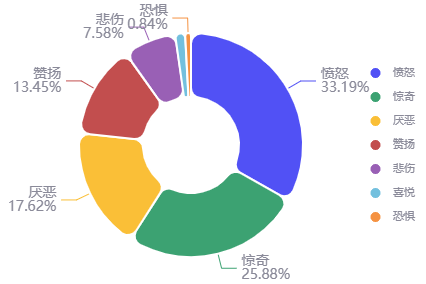 恐惧
0.84%
悲伤
7.58%
赞扬
13.45%
愤怒
33.19%
厌恶
17.62%
惊奇
25.88%
愤怒
惊奇
厌恶
赞扬
悲伤
喜悦
恐惧